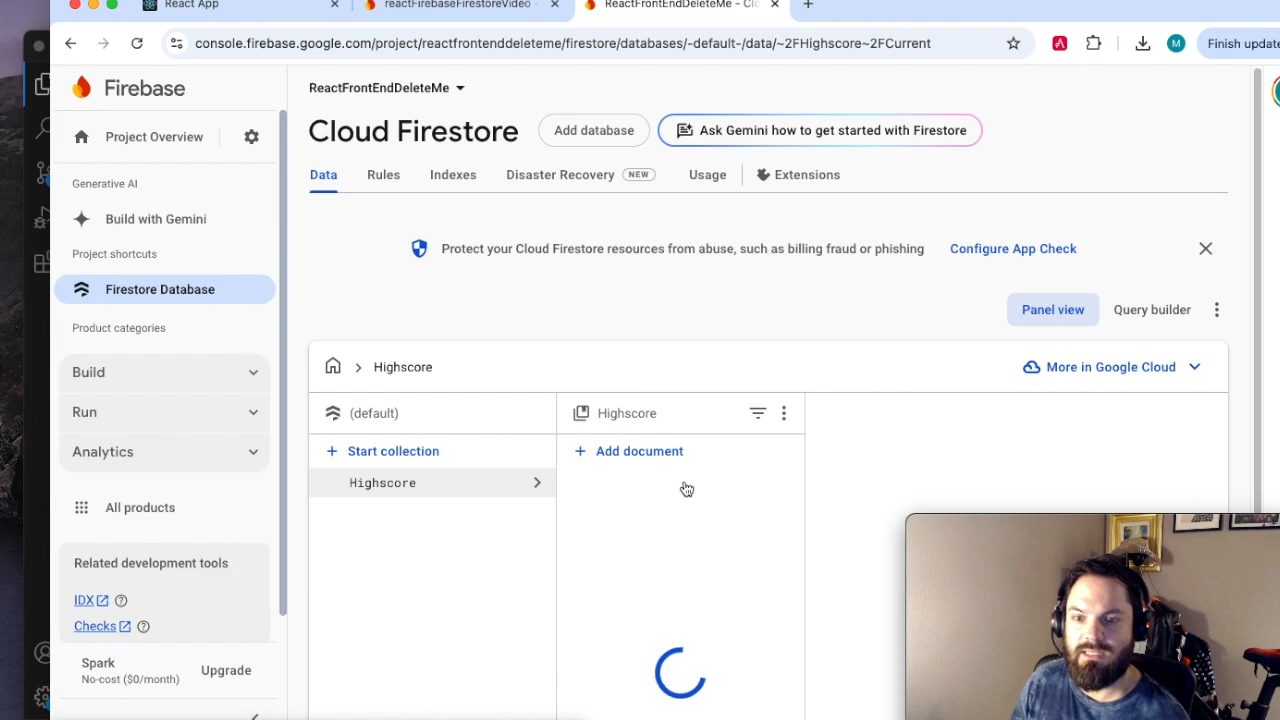 React App
reactFirebaseFirestoreVideo -
ReactFrontEndDeleteMe - Clo
console.firebase.google.com/project/reactfrontenddeleteme/firestore/databases/-default-/data/~2FHighscore~2FCurrent
M
Finish update
Firebase
Project Overview
Generative AI
Build with Gemini
Project shortcuts
Firestore Database
Product categories
Build
Run
Analytics
All products
Related development tools
IDX
Checks
Spark
No-cost ($0/month)
Upgrade
ReactFrontEndDeleteMe
Cloud Firestore
Add database
Ask Gemini how to get started with Firestore
Data
Rules
Indexes
Disaster Recovery
NEW
Usage
Extensions
Protect your Cloud Firestore resources from abuse, such as billing fraud or phishing
Configure App Check
Panel view
Query builder
Highscore
More in Google Cloud
(default)
Highscore
+ Start collection
+ Add document
Highscore